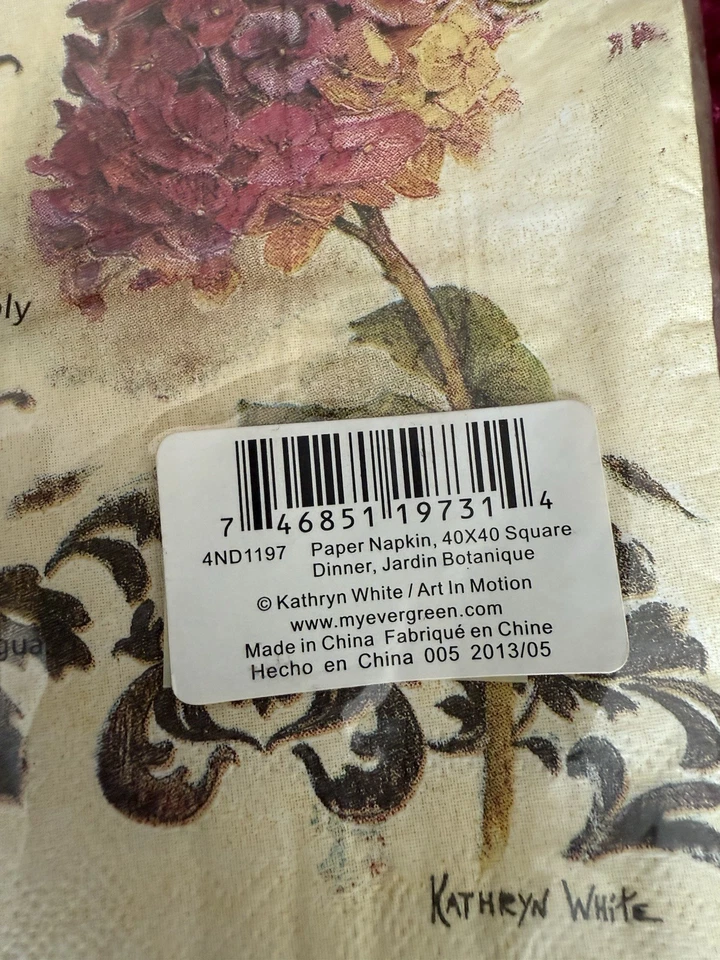 ply
7 46851 19731 4
4ND1197 Paper Napkin, 40X40 Square
Dinner, Jardin Botanique
© Kathryn White / Art In Motion
www.myevergreen.com
Made in China Fabriqué en Chine
Hecho en China 005 2013/05
KATHRYN WHITE